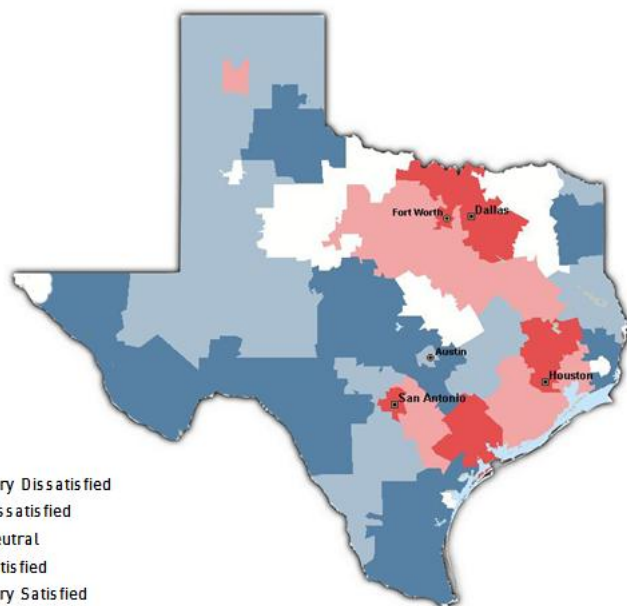 Fort Worth
Dallas
Austin
Houston
San Antonio
ry Dissatisfied
ssatisfied
eutral
tisfied
ry Satisfied